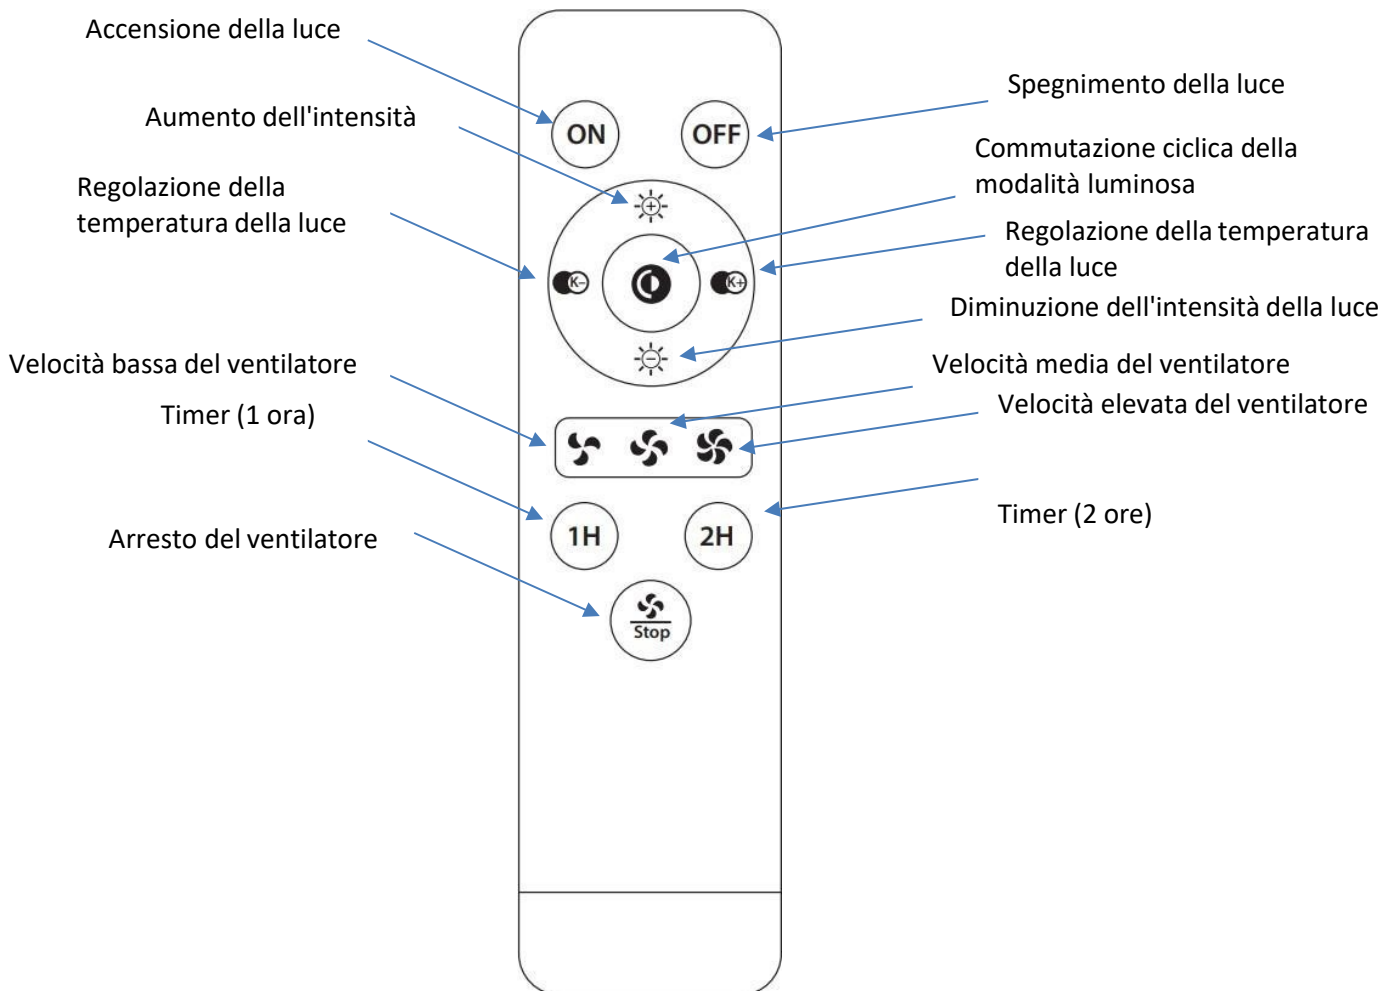 Accensione della luce
Spegnimento della luce
Aumento dell'intensità
ON
OFF
Commutazione ciclica della
modalità luminosa
Regolazione della
temperatura della luce
Regolazione della temperatura
della luce
K-
K+
Diminuzione dell'intensità della luce
Velocità bassa del ventilatore
Velocità media del ventilatore
Timer (1 ora)
Velocità elevata del ventilatore
1H
2H
Timer (2 ore)
Arresto del ventilatore
Stop